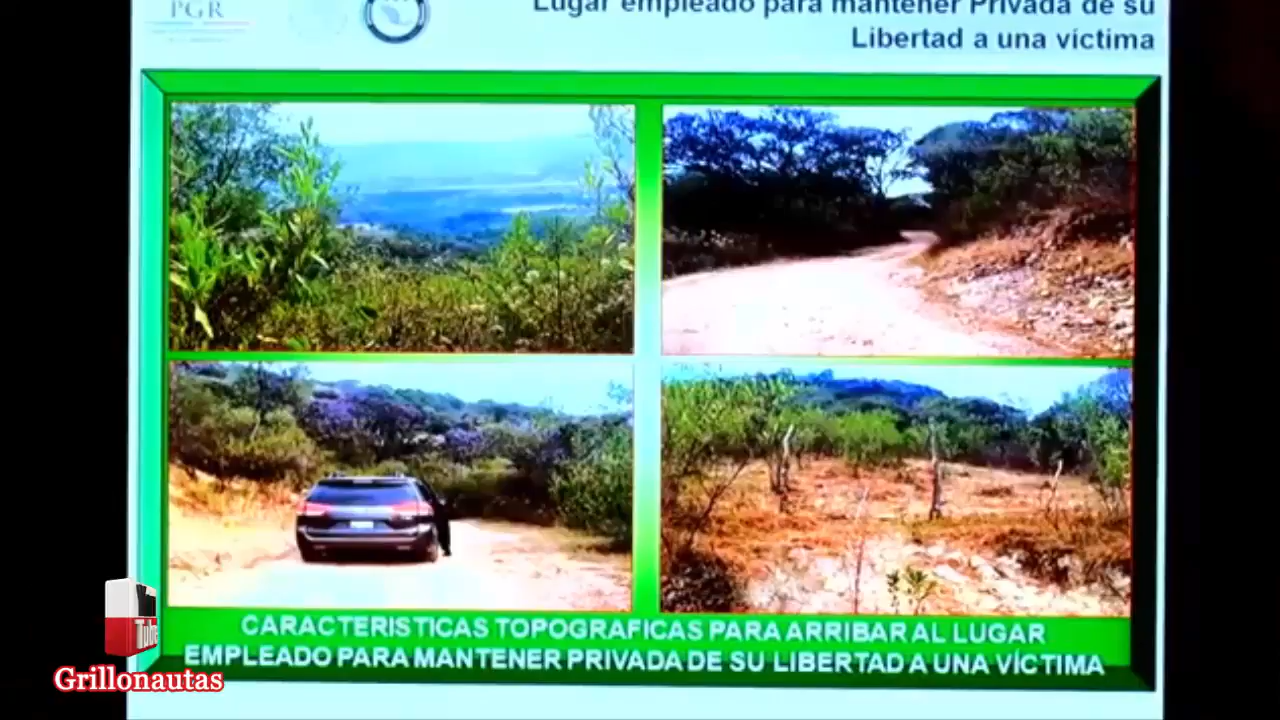 PGR
Lugar empleado para mantener Privada de su
Libertad a una víctima
CARACTERISTICAS TOPOGRAFICAS PARA ARRIBAR AL LUGAR
EMPLEADO PARA MANTENER PRIVADA DE SU LIBERTAD A UNA VÍCTIMA
Tube
Grillonautas